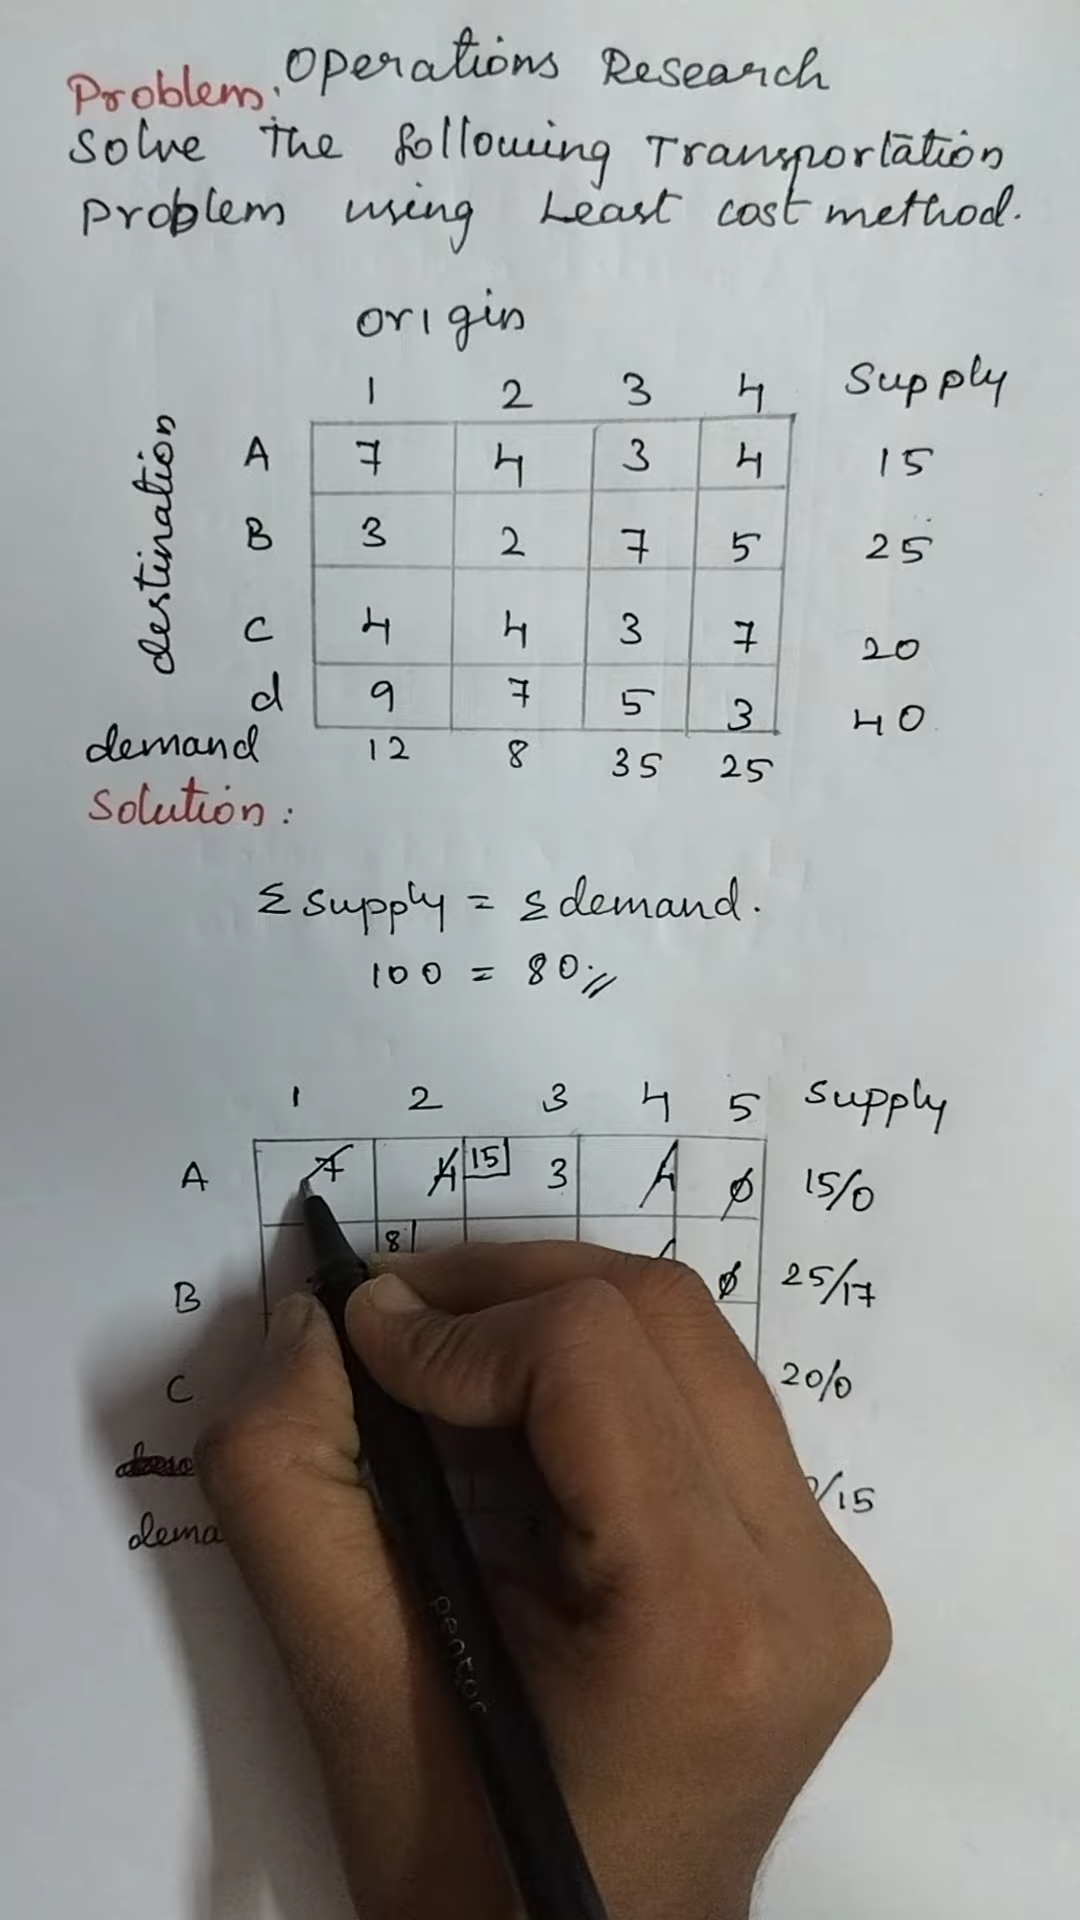 Operations Research
Problem.
Solve the following Transportation
Problem using Least cost method.
origin
1 2 3 4 Supply
destination
A 7 4 3 4 15
B 3 2 7 5 25
C 4 4 3 7 20
d 9 7 5 3 40
demand 12 8 35 25
Solution:
Σ supply = Σ demand.
100 = 80
1 2 3 4 5 Supply
A 7 4 15 3 4 0 15/0
8
B 0 25/17
C 20/0
/15
pentor